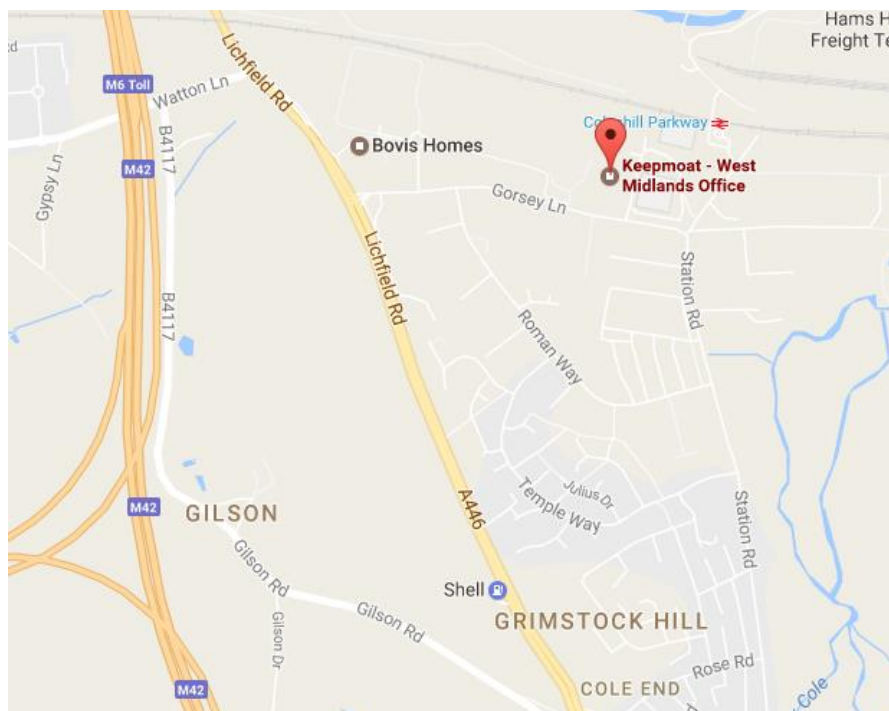 Hams H
Freight Te
Rd
M6 Toll
Watton Ln
Lichfield Rd
B4117
M42
Gypsy Ln
Bovis Homes
Coleshill Parkway
Keepmoat - West
Midlands Office
Gorsey Ln
Lichfield Rd
Station Rd
B4117
Roman Way
Julius Dr
Temple Way
A446
M42
GILSON
Station Rd
Gilson Rd
Shell
Gilson Rd
GRIMSTOCK HILL
Gilson Dr
Rose Rd
M42
COLE END
Cole